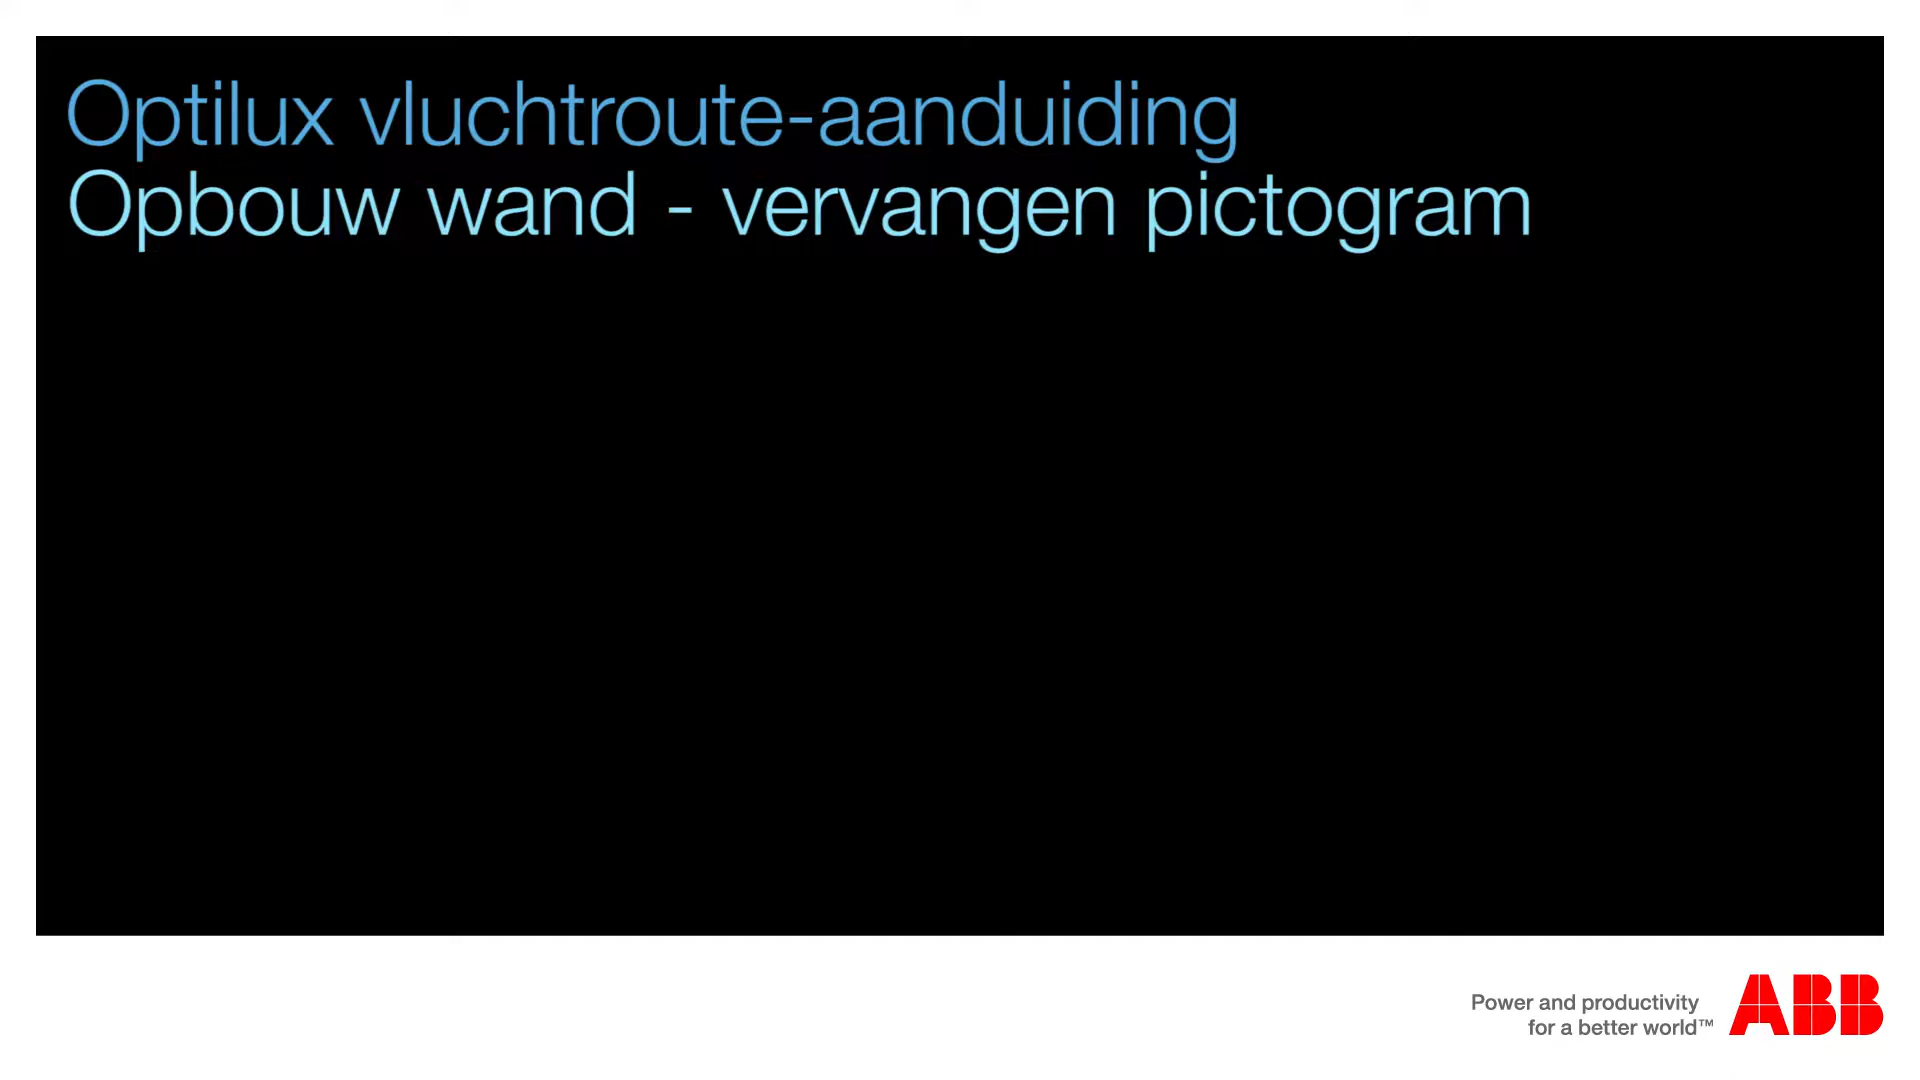 Optilux vluchtroute-aanduiding
Opbouw wand - vervangen pictogram
Power and productivity
for a better world™
ABB